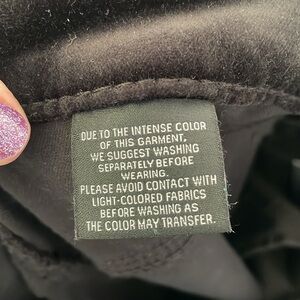 DUE TO THE INTENSE COLOR
OF THIS GARMENT,
WE SUGGEST WASHING
SEPARATELY BEFORE
WEARING.
PLEASE AVOID CONTACT WITH
LIGHT-COLORED FABRICS
BEFORE WASHING AS
THE COLOR MAY TRANSFER.